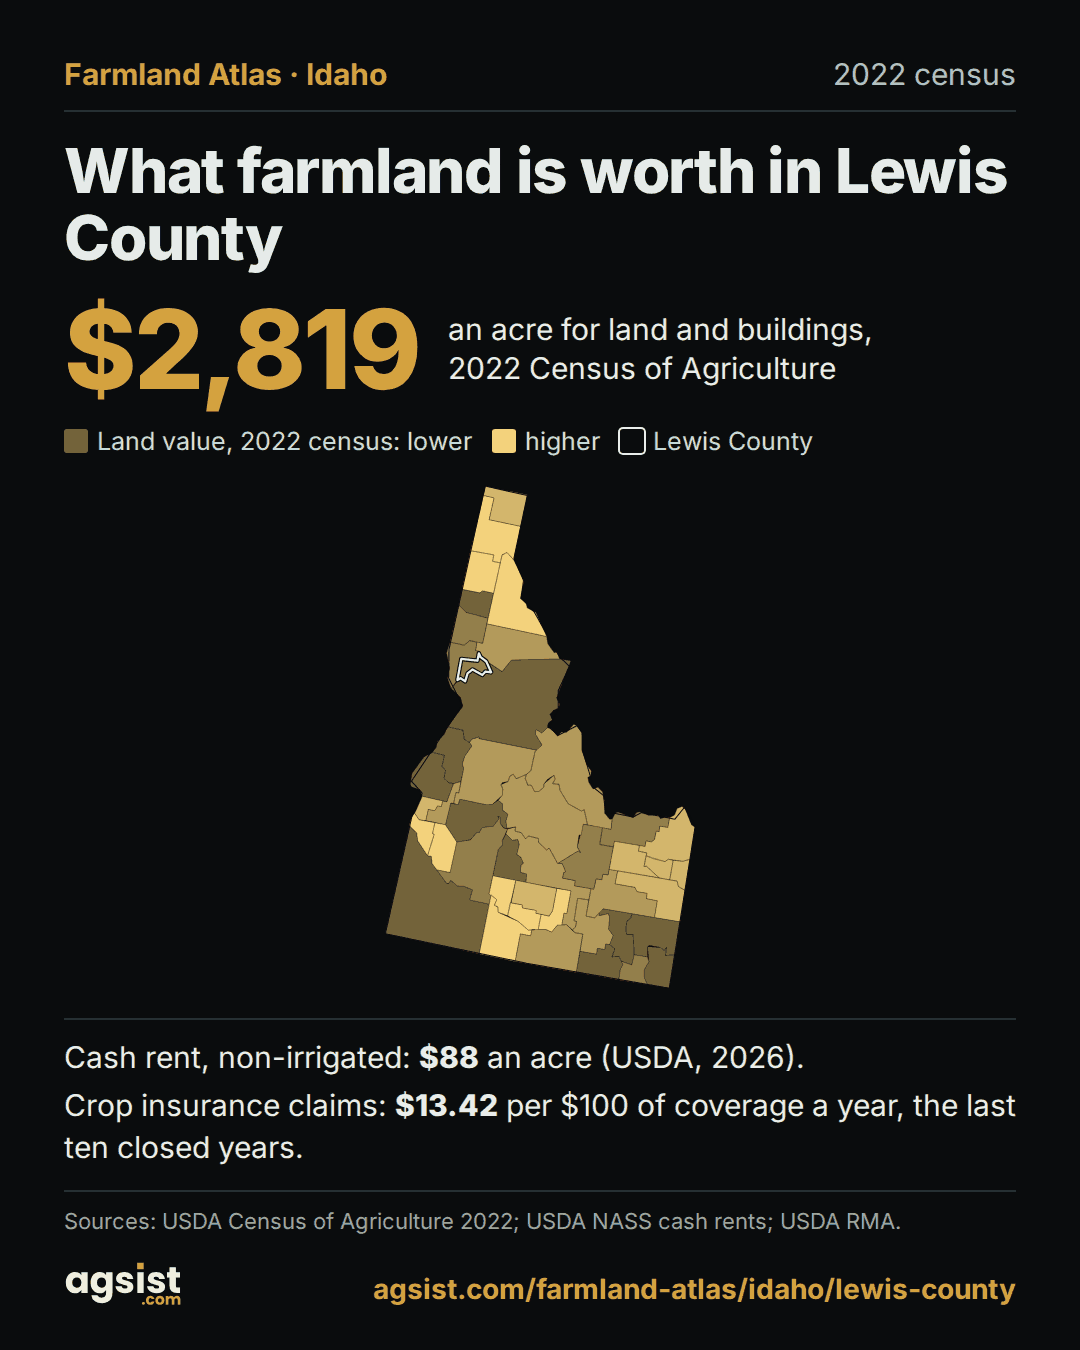 Farmland Atlas · Idaho
2022 census
What farmland is worth in Lewis
County
$2,819
an acre for land and buildings,
2022 Census of Agriculture
Land value, 2022 census: lower
higher
Lewis County
Cash rent, non-irrigated: $88 an acre (USDA, 2026).
Crop insurance claims: $13.42 per $100 of coverage a year, the last
ten closed years.
Sources: USDA Census of Agriculture 2022; USDA NASS cash rents; USDA RMA.
agsist
.com
agsist.com/farmland-atlas/idaho/lewis-county